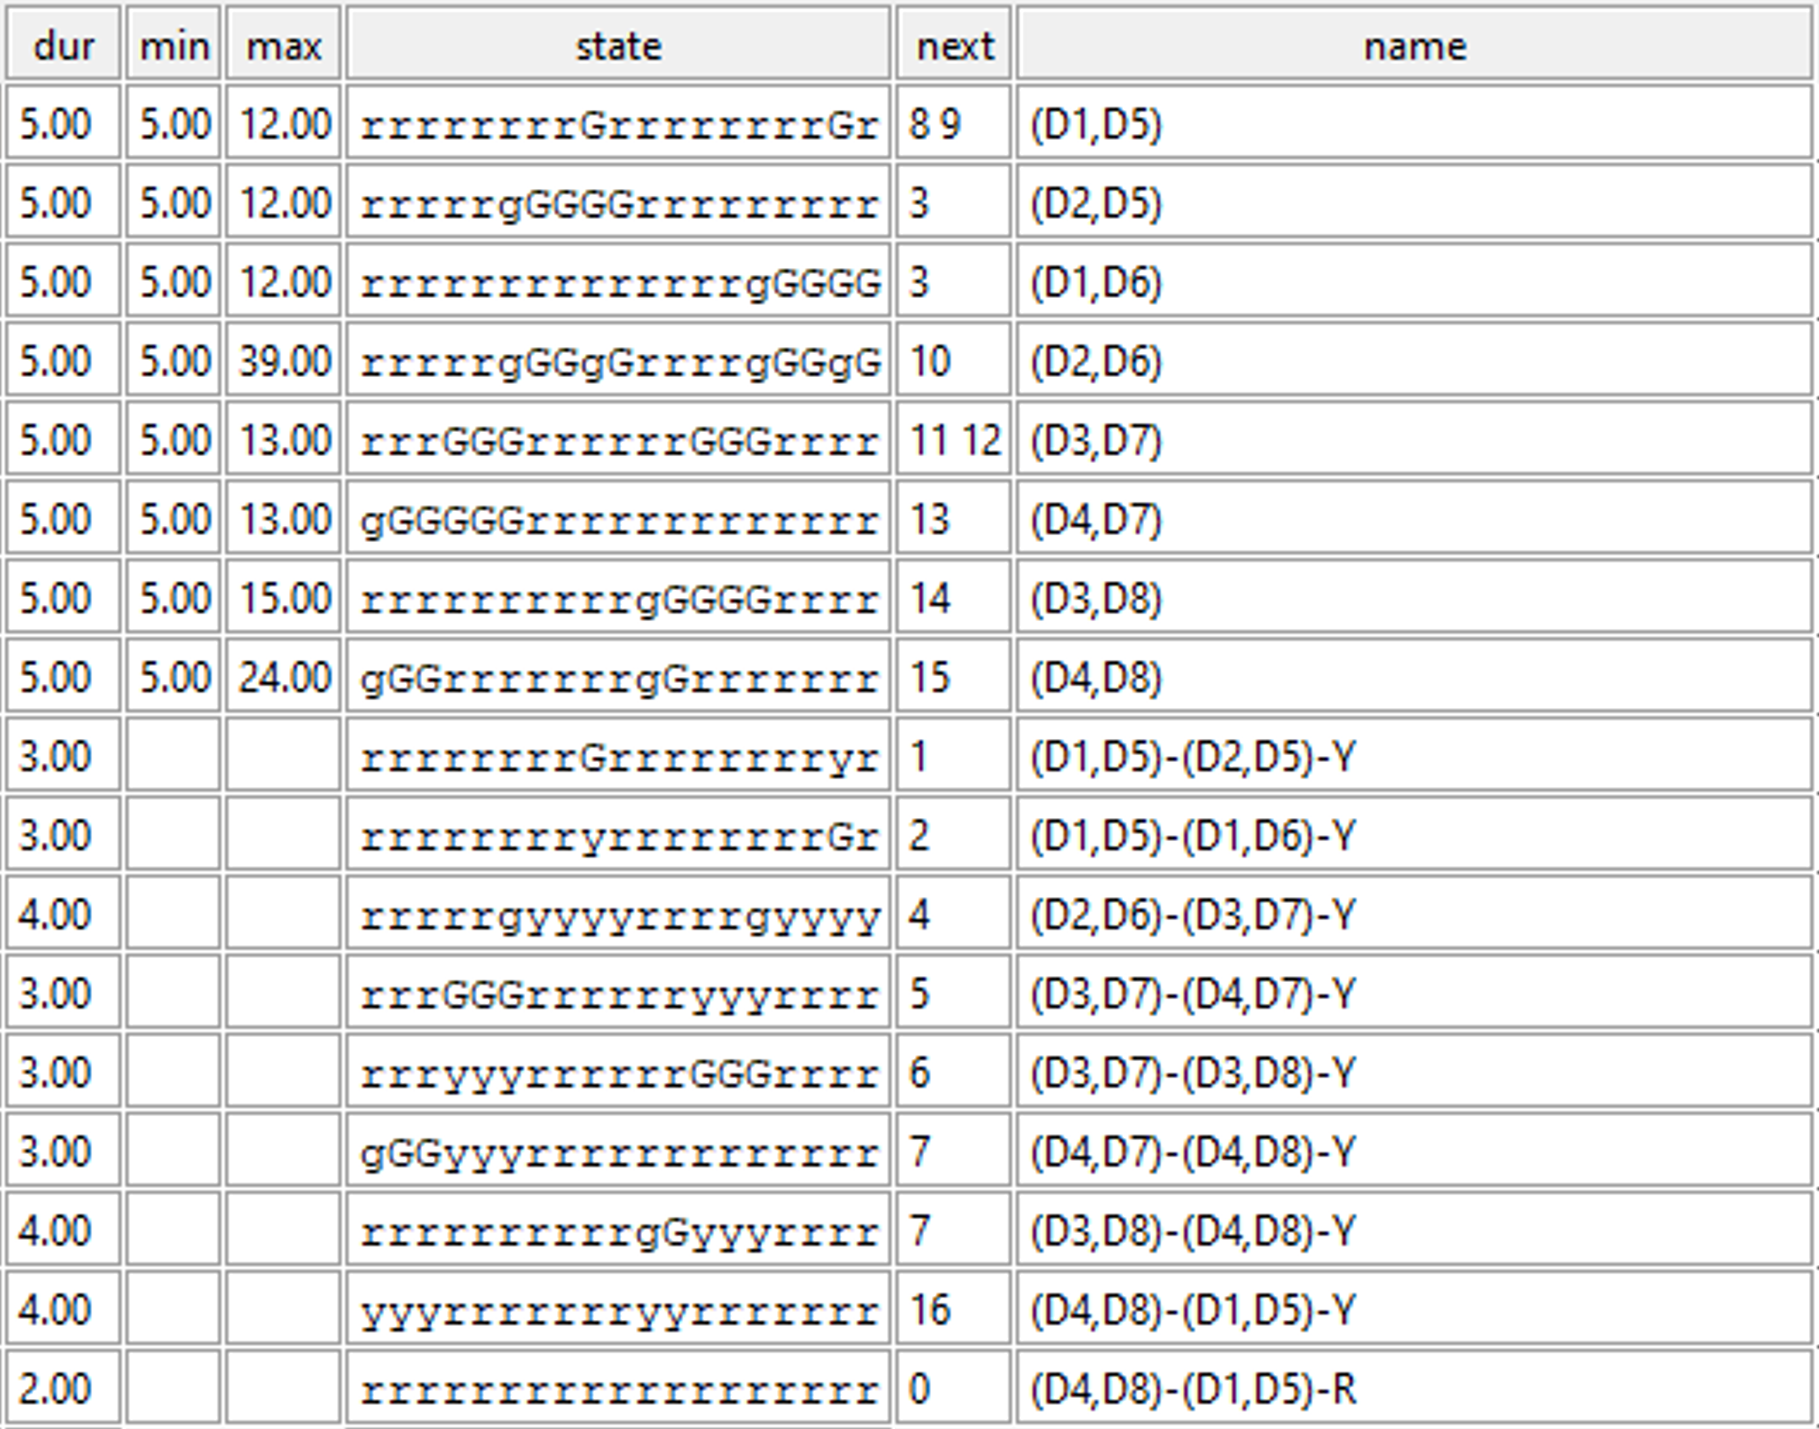 dur min max state next name
5.00 5.00 12.00 rrrrrrrrGrrrrrrrrGr 8 9 (D1,D5)
5.00 5.00 12.00 rrrrrgGGGGrrrrrrrrr 3 (D2,D5)
5.00 5.00 12.00 rrrrrrrrrrrrrrgGGGG 3 (D1,D6)
5.00 5.00 39.00 rrrrrgGGgGrrrrgGGgG 10 (D2,D6)
5.00 5.00 13.00 rrrGGGrrrrrrGGGrrrr 11 12 (D3,D7)
5.00 5.00 13.00 gGGGGGrrrrrrrrrrrrr 13 (D4,D7)
5.00 5.00 15.00 rrrrrrrrrrgGGGGrrrr 14 (D3,D8)
5.00 5.00 24.00 gGGrrrrrrrgGrrrrrrr 15 (D4,D8)
3.00 rrrrrrrrGrrrrrrrryr 1 (D1,D5)-(D2,D5)-Y
3.00 rrrrrrrryrrrrrrrrGr 2 (D1,D5)-(D1,D6)-Y
4.00 rrrrrgyyyyrrrrgyyyy 4 (D2,D6)-(D3,D7)-Y
3.00 rrrGGGrrrrrryyyrrrr 5 (D3,D7)-(D4,D7)-Y
3.00 rrryyyrrrrrrGGGrrrr 6 (D3,D7)-(D3,D8)-Y
3.00 gGGyyyrrrrrrrrrrrrr 7 (D4,D7)-(D4,D8)-Y
4.00 rrrrrrrrrrgGyyyrrrr 7 (D3,D8)-(D4,D8)-Y
4.00 yyyrrrrrrryyrrrrrrr 16 (D4,D8)-(D1,D5)-Y
2.00 rrrrrrrrrrrrrrrrrrr 0 (D4,D8)-(D1,D5)-R